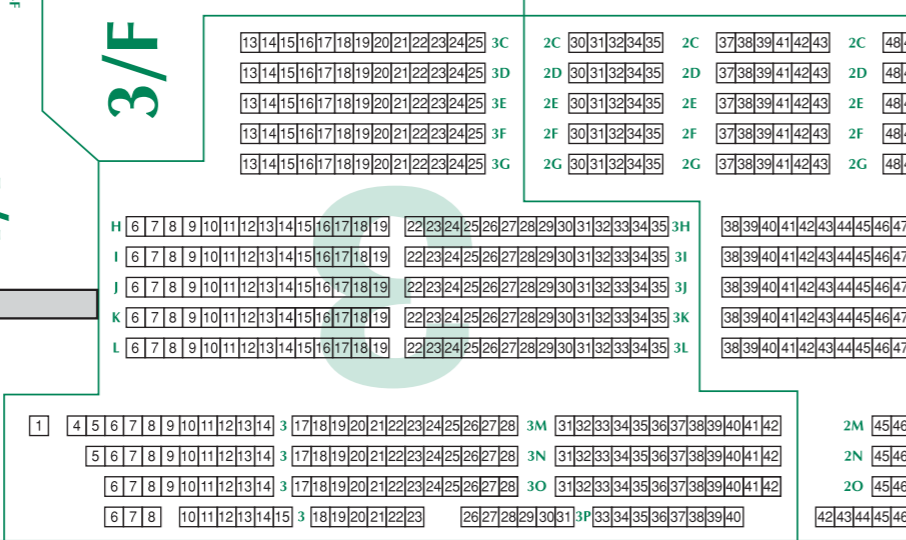 3/F
13 14 15 16 17 18 19 20 21 22 23 24 25 3C 2C 30 31 32 34 35 2C 37 38 39 41 42 43 2C 48
13 14 15 16 17 18 19 20 21 22 23 24 25 3D 2D 30 31 32 34 35 2D 37 38 39 41 42 43 2D 48
13 14 15 16 17 18 19 20 21 22 23 24 25 3E 2E 30 31 32 34 35 2E 37 38 39 41 42 43 2E 48
13 14 15 16 17 18 19 20 21 22 23 24 25 3F 2F 30 31 32 34 35 2F 37 38 39 41 42 43 2F 48
13 14 15 16 17 18 19 20 21 22 23 24 25 3G 2G 30 31 32 34 35 2G 37 38 39 41 42 43 2G 48
3
H 6 7 8 9 10 11 12 13 14 15 16 17 18 19 22 23 24 25 26 27 28 29 30 31 32 33 34 35 3H 38 39 40 41 42 43 44 45 46 47
I 6 7 8 9 10 11 12 13 14 15 16 17 18 19 22 23 24 25 26 27 28 29 30 31 32 33 34 35 3I 38 39 40 41 42 43 44 45 46 47
J 6 7 8 9 10 11 12 13 14 15 16 17 18 19 22 23 24 25 26 27 28 29 30 31 32 33 34 35 3J 38 39 40 41 42 43 44 45 46 47
K 6 7 8 9 10 11 12 13 14 15 16 17 18 19 22 23 24 25 26 27 28 29 30 31 32 33 34 35 3K 38 39 40 41 42 43 44 45 46 47
L 6 7 8 9 10 11 12 13 14 15 16 17 18 19 22 23 24 25 26 27 28 29 30 31 32 33 34 35 3L 38 39 40 41 42 43 44 45 46 47
1 4 5 6 7 8 9 10 11 12 13 14 3 17 18 19 20 21 22 23 24 25 26 27 28 3M 31 32 33 34 35 36 37 38 39 40 41 42 2M 45 46
5 6 7 8 9 10 11 12 13 14 3 17 18 19 20 21 22 23 24 25 26 27 28 3N 31 32 33 34 35 36 37 38 39 40 41 42 2N 45 46
6 7 8 9 10 11 12 13 14 3 17 18 19 20 21 22 23 24 25 26 27 28 3O 31 32 33 34 35 36 37 38 39 40 41 42 2O 45 46
6 7 8 10 11 12 13 14 15 3 18 19 20 21 22 23 26 27 28 29 30 31 3P 33 34 35 36 37 38 39 40 42 43 44 45 46